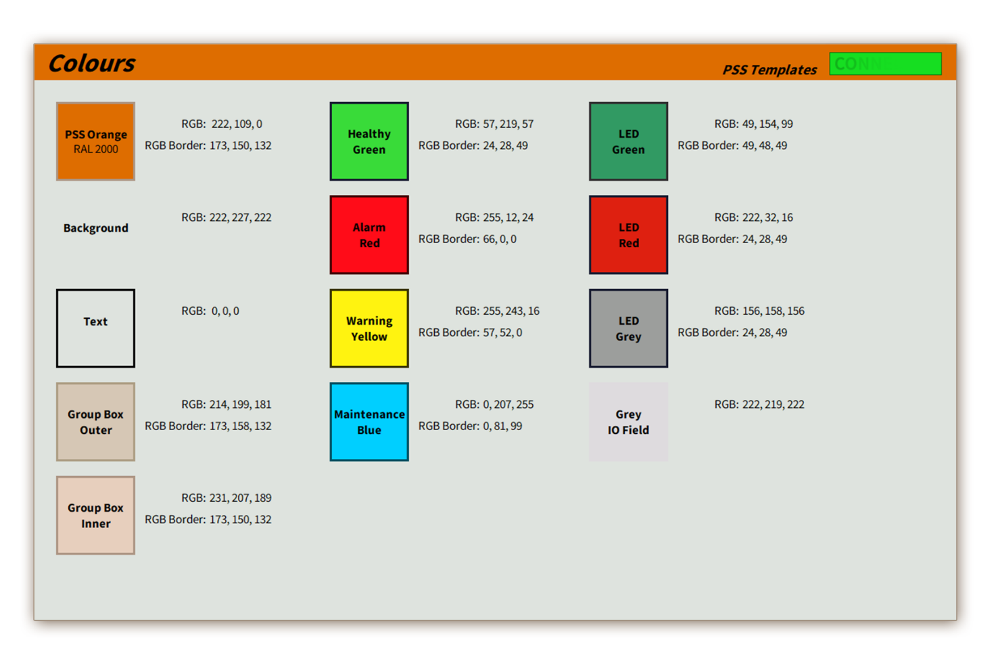 Colours
PSS Templates
PSS Orange
RAL 2000
RGB: 222, 109, 0
RGB Border: 173, 150, 132
Healthy
Green
RGB: 57, 219, 57
RGB Border: 24, 28, 49
LED
Green
RGB: 49, 154, 99
RGB Border: 49, 48, 49
Background
RGB: 222, 227, 222
Alarm
Red
RGB: 255, 12, 24
RGB Border: 66, 0, 0
LED
Red
RGB: 222, 32, 16
RGB Border: 24, 28, 49
Text
RGB: 0, 0, 0
Warning
Yellow
RGB: 255, 243, 16
RGB Border: 57, 52, 0
LED
Grey
RGB: 156, 158, 156
RGB Border: 24, 28, 49
Group Box
Outer
RGB: 214, 199, 181
RGB Border: 173, 158, 132
Maintenance
Blue
RGB: 0, 207, 255
RGB Border: 0, 81, 99
Grey
IO Field
RGB: 222, 219, 222
Group Box
Inner
RGB: 231, 207, 189
RGB Border: 173, 150, 132